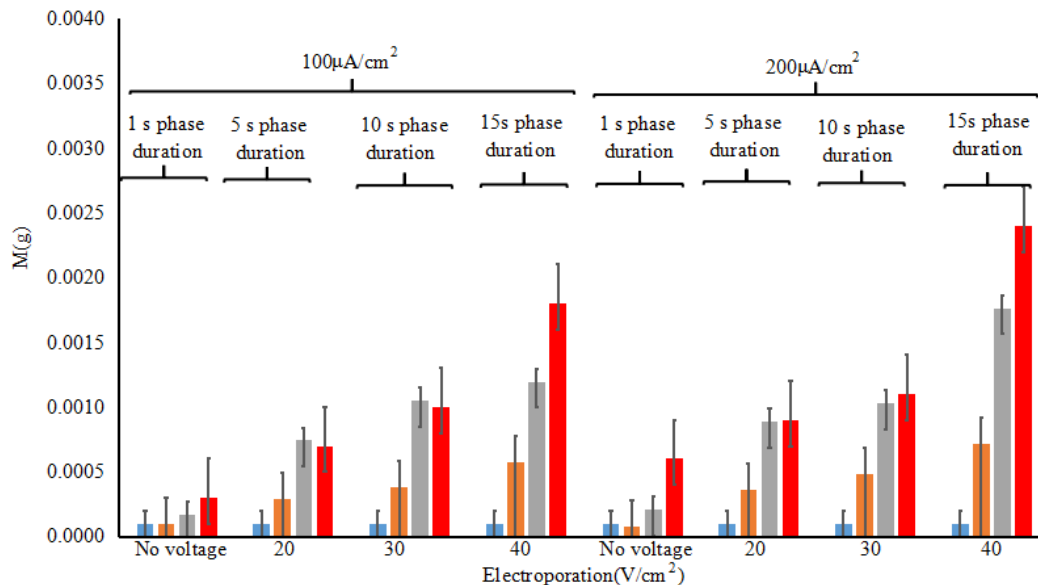 0.0040
0.0035
0.0030
0.0025
0.0020
0.0015
0.0010
0.0005
0.0000
M(g)
100μA/cm²
200μA/cm²
1 s phase
duration
5 s phase
duration
10 s phase
duration
15s phase
duration
1 s phase
duration
5 s phase
duration
10 s phase
duration
15s phase
duration
No voltage 20 30 40 No voltage 20 30 40
Electroporation(V/cm²)